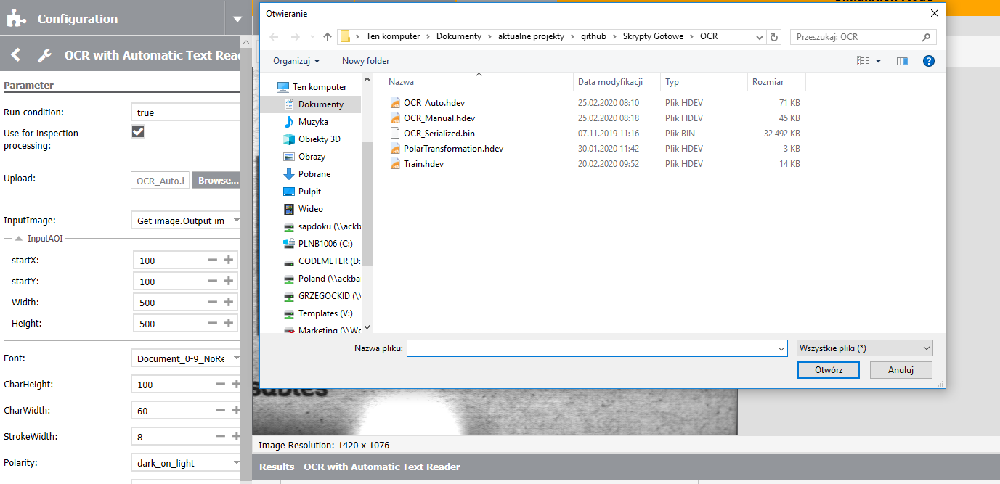 Configuration
OCR with Automatic Text Rea
Parameter
Run condition:
true
Use for inspection
processing:
Upload:
OCR_Auto.l
Browse...
InputImage:
Get image.Output im
InputAOI
startX:
100
startY:
100
Width:
500
Height:
500
Font:
Document_0-9_NoRe
CharHeight:
100
CharWidth:
60
StrokeWidth:
8
Polarity:
dark_on_light
Otwieranie
Ten komputer > Dokumenty > aktualne projekty > github > Skrypty Gotowe > OCR
Przeszukaj: OCR
Organizuj
Nowy folder
Ten komputer
Dokumenty
Muzyka
Obiekty 3D
Obrazy
Pobrane
Pulpit
Wideo
sapdoku (\\ackb
PLNB1006 (C:)
CODEMETER (D:
Poland (\\ackba
GRZEGOCKID (\\
Templates (V:)
Marketing (\\Wc
Nazwa Data modyfikacji Typ Rozmiar
OCR_Auto.hdev 25.02.2020 08:10 Plik HDEV 71 KB
OCR_Manual.hdev 25.02.2020 08:18 Plik HDEV 45 KB
OCR_Serialized.bin 07.11.2019 11:16 Plik BIN 32 492 KB
PolarTransformation.hdev 30.01.2020 11:42 Plik HDEV 3 KB
Train.hdev 20.02.2020 09:52 Plik HDEV 14 KB
Nazwa pliku:
Wszystkie pliki (*)
Otwórz
Anuluj
sables
Image Resolution: 1420 x 1076
Results - OCR with Automatic Text Reader